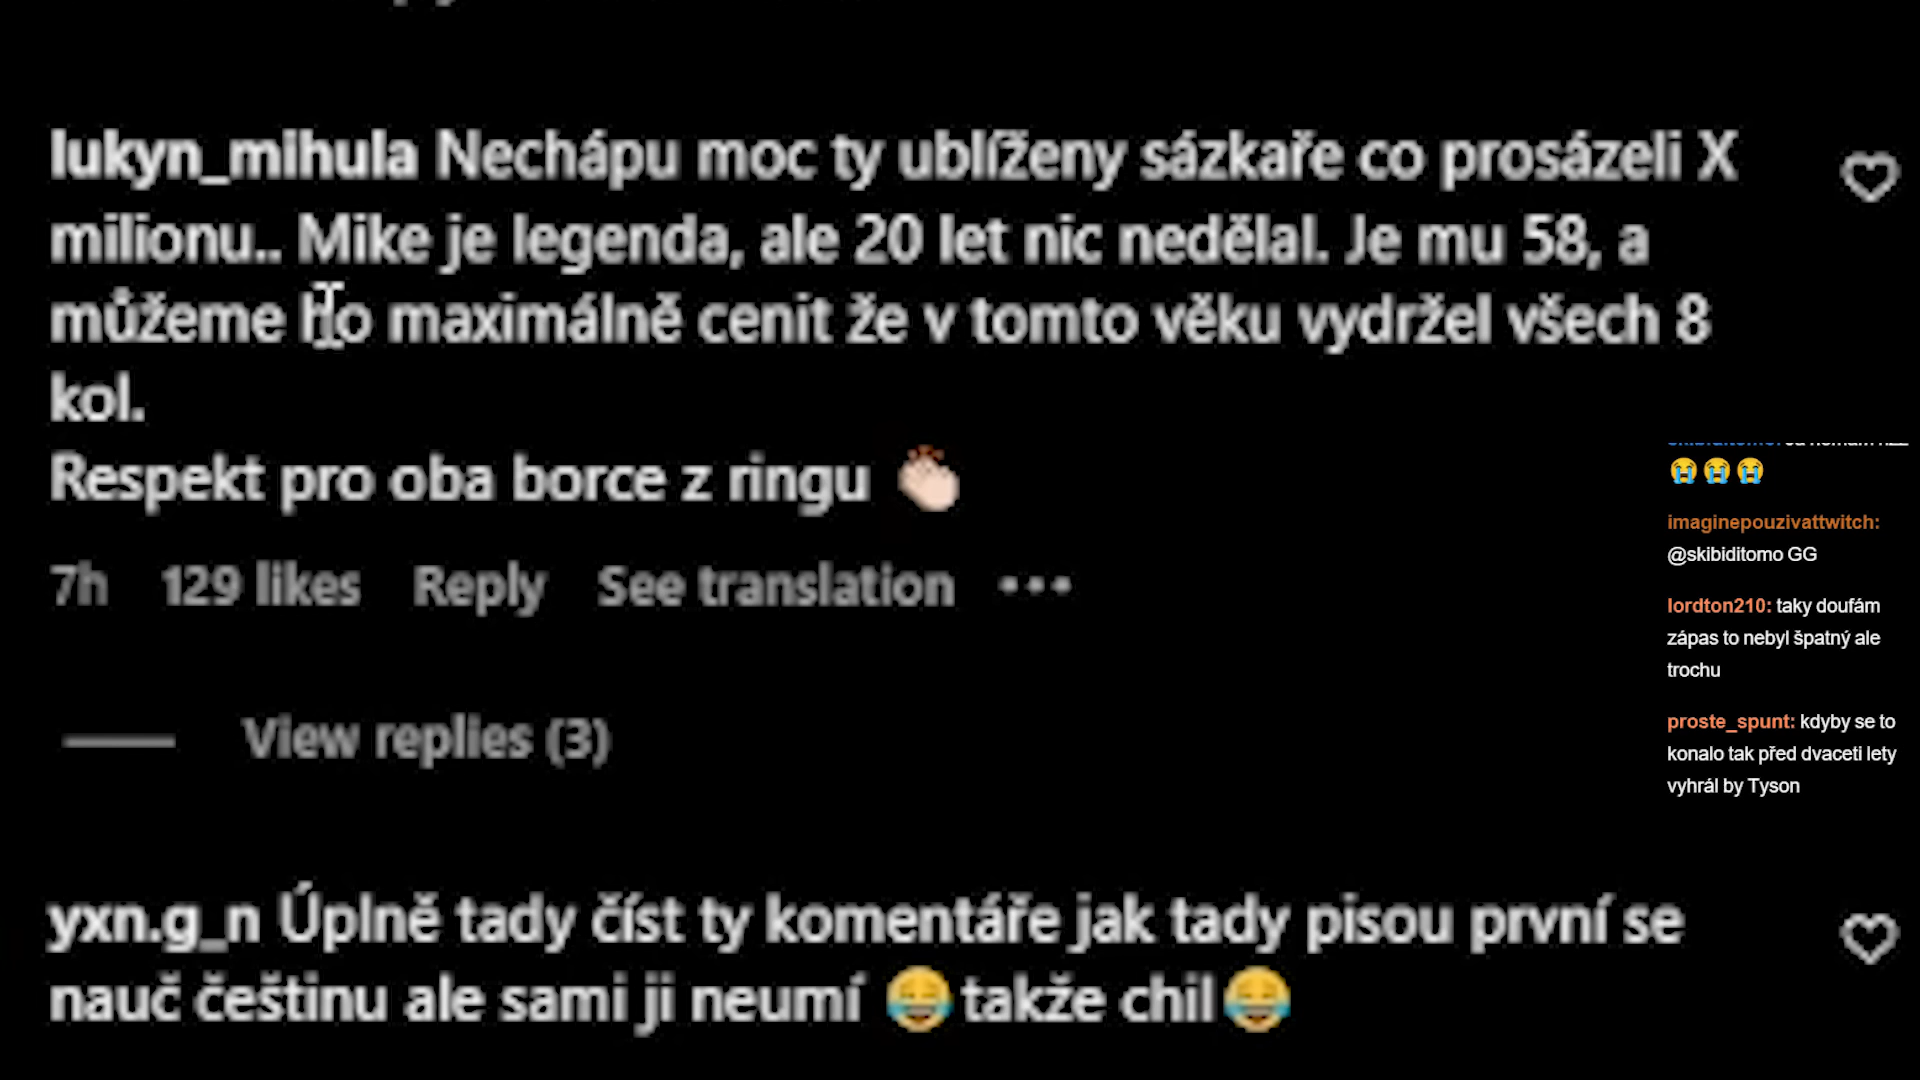 lukyn_mihula Nechápu moc ty ublíženy sázkaře co prosázeli X
milionu.. Mike je legenda, ale 20 let nic nedělal. Je mu 58, a
můžeme ho maximálně cenit že v tomto věku vydržel všech 8
kol.
Respekt pro oba borce z ringu 👏🏻
7h 129 likes Reply See translation •••
View replies (3)
yxn.g_n Úplně tady číst ty komentáře jak tady pisou první se
nauč češtinu ale sami ji neumí 😂 takže chil 😂
😭😭😭
imaginepouzivattwitch:
@skibiditomo GG
lordton210: taky doufám
zápas to nebyl špatný ale
trochu
proste_spunt: kdyby se to
konalo tak před dvaceti lety
vyhrál by Tyson